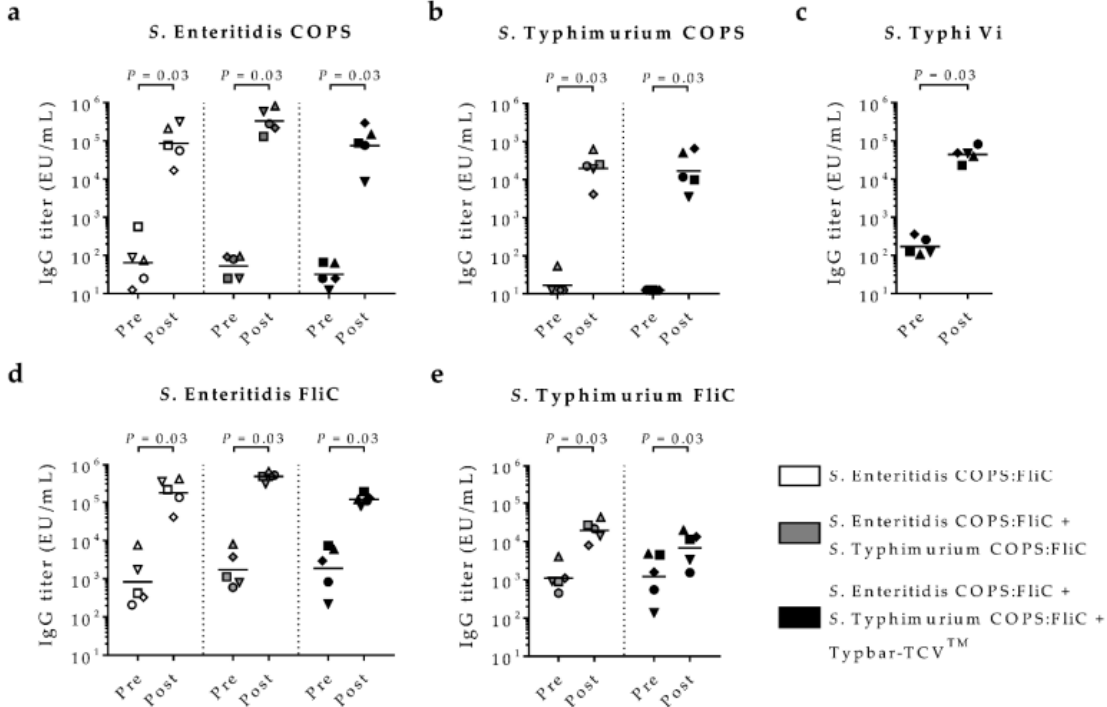 a
S. Enteritidis COPS
P = 0.03
P = 0.03
P = 0.03
IgG titer (EU/mL)
10^6
10^5
10^4
10^3
10^2
10^1
Pre
Post
Pre
Post
Pre
Post
b
S. Typhimurium COPS
P = 0.03
P = 0.03
IgG titer (EU/mL)
10^6
10^5
10^4
10^3
10^2
10^1
Pre
Post
Pre
Post
c
S. Typhi Vi
P = 0.03
IgG titer (EU/mL)
10^6
10^5
10^4
10^3
10^2
10^1
Pre
Post
d
S. Enteritidis FliC
P = 0.03
P = 0.03
P = 0.03
IgG titer (EU/mL)
10^6
10^5
10^4
10^3
10^2
10^1
Pre
Post
Pre
Post
Pre
Post
e
S. Typhimurium FliC
P = 0.03
P = 0.03
IgG titer (EU/mL)
10^6
10^5
10^4
10^3
10^2
10^1
Pre
Post
Pre
Post
S. Enteritidis COPS:FliC
S. Enteritidis COPS:FliC +
S. Typhimurium COPS:FliC
S. Enteritidis COPS:FliC +
S. Typhimurium COPS:FliC +
Typbar-TCV™